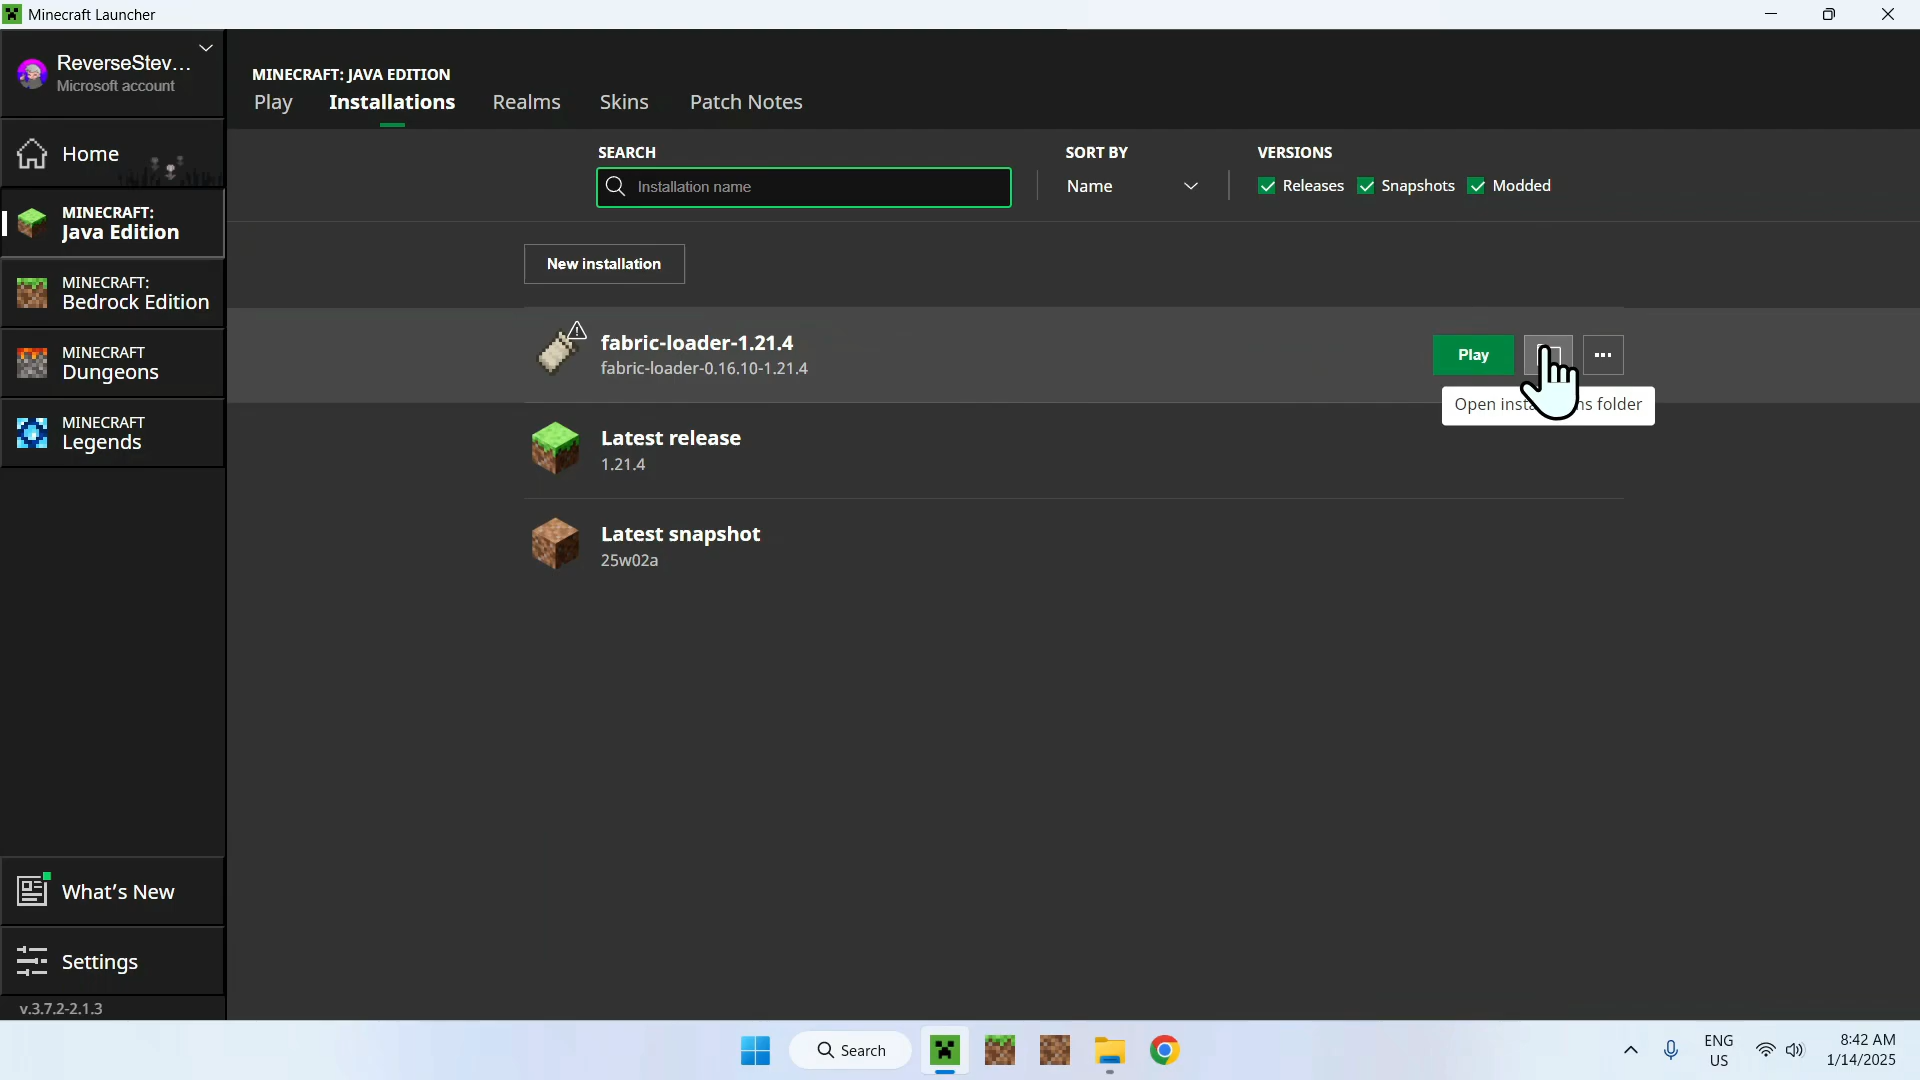 Minecraft Launcher
ReverseStev...
Microsoft account
Home
MINECRAFT:
Java Edition
MINECRAFT:
Bedrock Edition
MINECRAFT
Dungeons
MINECRAFT
Legends
What's New
Settings
v.3.7.2-2.1.3
MINECRAFT: JAVA EDITION
Play Installations Realms Skins Patch Notes
SEARCH SORT BY VERSIONS
Installation name Name Releases Snapshots Modded
New installation
fabric-loader-1.21.4
fabric-loader-0.16.10-1.21.4
Play
Open folder
Latest release
1.21.4
Latest snapshot
25w02a
Search
ENG
US
8:42 AM
1/14/2025